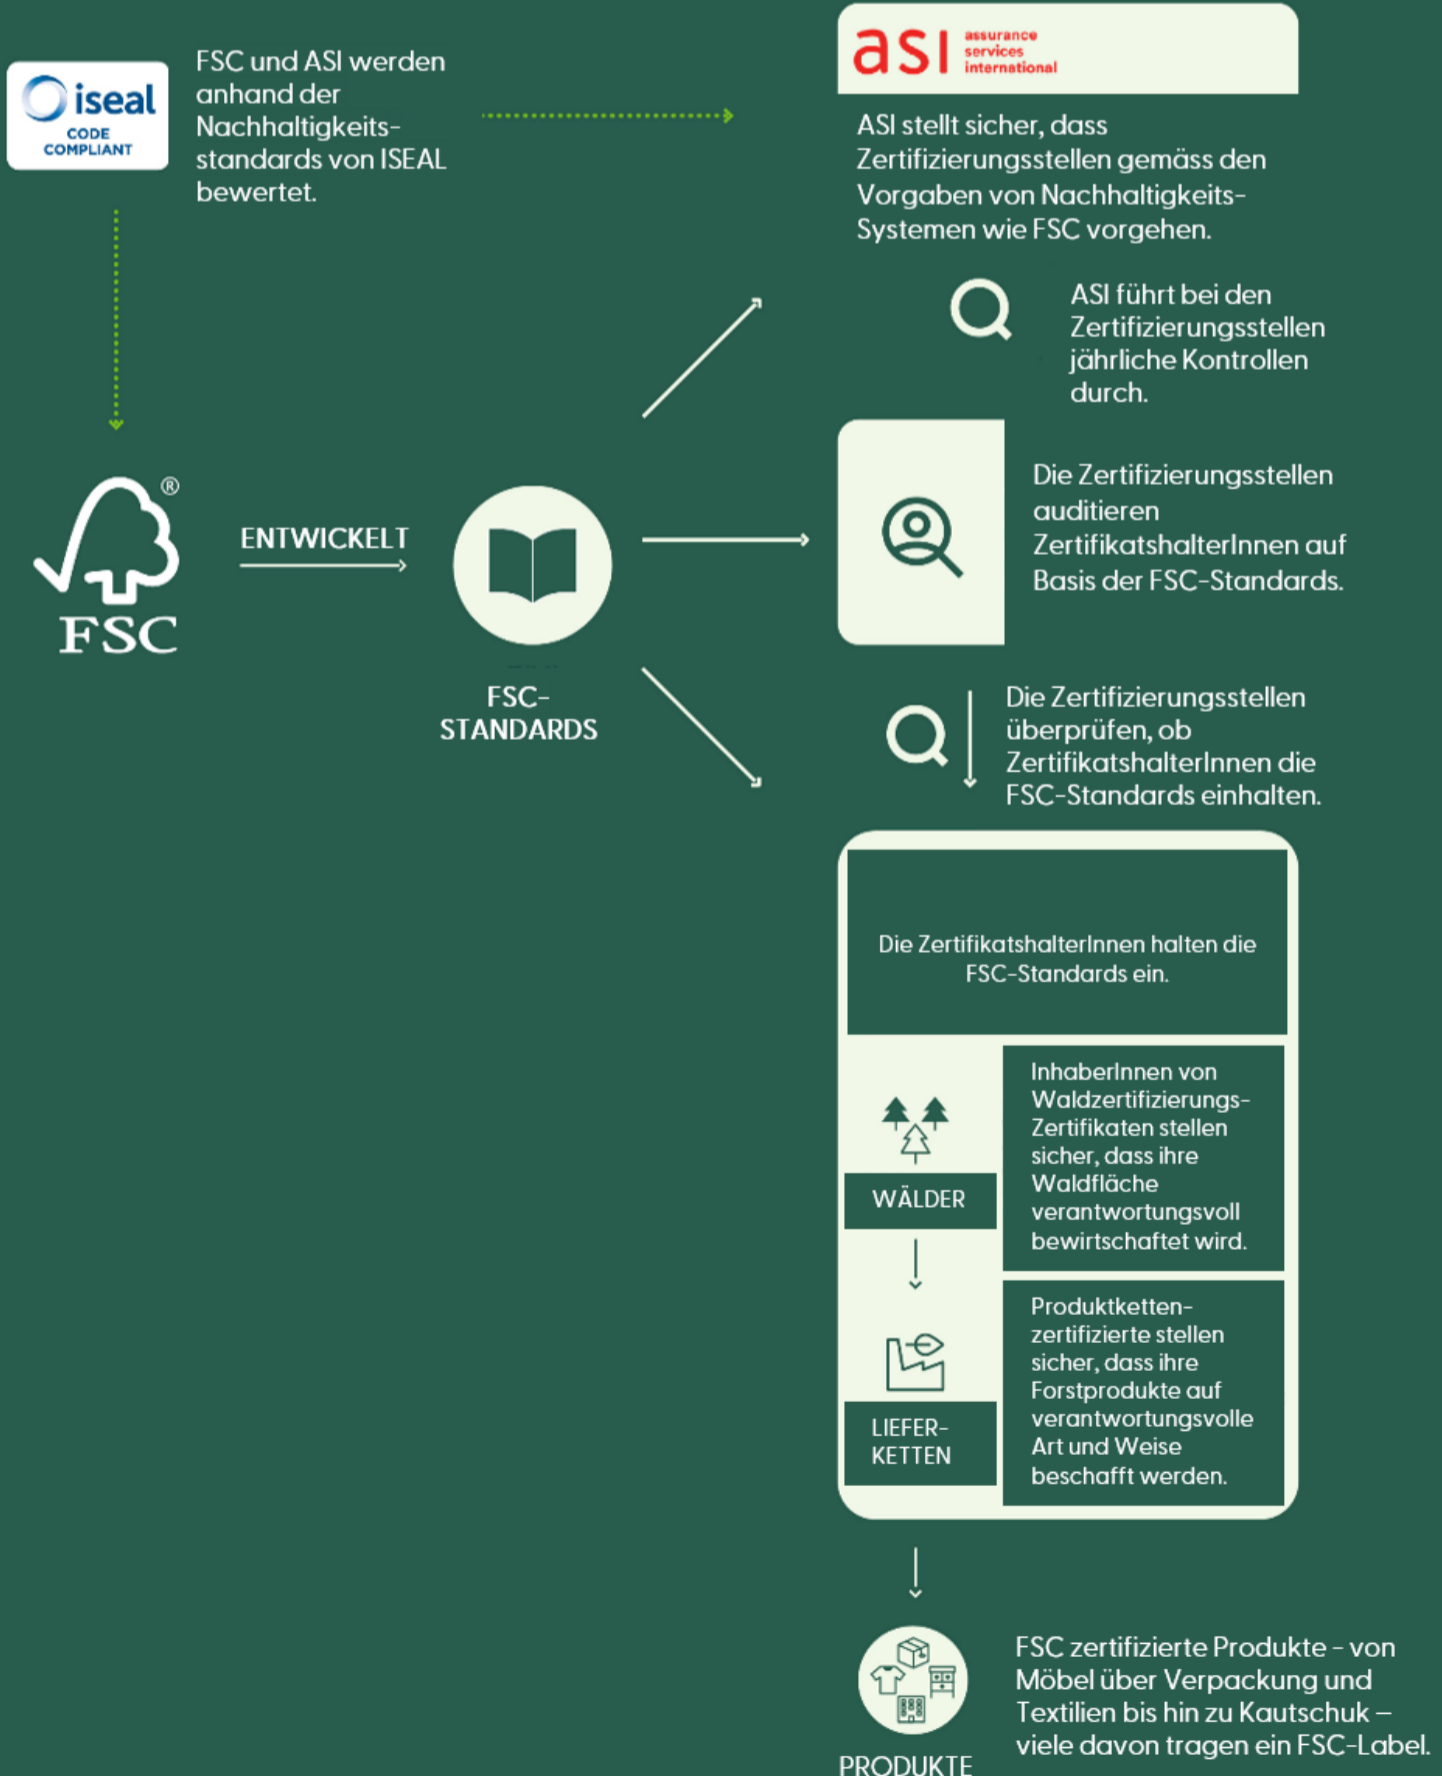 iseal
CODE
COMPLIANT
FSC und ASI werden
anhand der
Nachhaltigkeits-
standards von ISEAL
bewertet.
asi
assurance
services
international
ASI stellt sicher, dass
Zertifizierungsstellen gemäss den
Vorgaben von Nachhaltigkeits-
Systemen wie FSC vorgehen.
ASI führt bei den
Zertifizierungsstellen
jährliche Kontrollen
durch.
®
FSC
ENTWICKELT
FSC-
STANDARDS
Die Zertifizierungsstellen
auditieren
ZertifikatshalterInnen auf
Basis der FSC-Standards.
Die Zertifizierungsstellen
überprüfen, ob
ZertifikatshalterInnen die
FSC-Standards einhalten.
Die ZertifikatshalterInnen halten die
FSC-Standards ein.
WÄLDER
InhaberInnen von
Waldzertifizierungs-
Zertifikaten stellen
sicher, dass ihre
Waldfläche
verantwortungsvoll
bewirtschaftet wird.
LIEFER-
KETTEN
Produktketten-
zertifizierte stellen
sicher, dass ihre
Forstprodukte auf
verantwortungsvolle
Art und Weise
beschafft werden.
PRODUKTE
FSC zertifizierte Produkte - von
Möbel über Verpackung und
Textilien bis hin zu Kautschuk –
viele davon tragen ein FSC-Label.